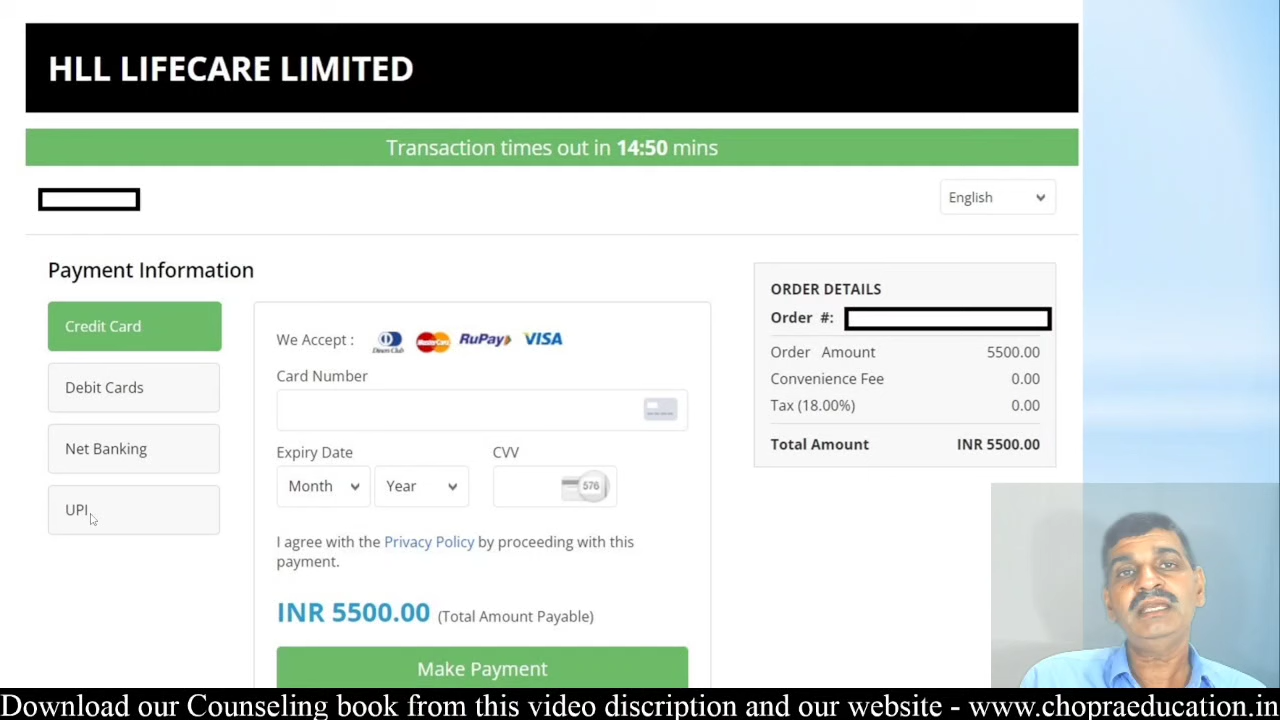 HLL LIFECARE LIMITED
Transaction times out in 14:50 mins
English
Payment Information
Credit Card
Debit Cards
Net Banking
UPI
We Accept :
Diners Club MasterCard RuPay VISA
Card Number
Expiry Date CVV
Month Year 576
I agree with the Privacy Policy by proceeding with this
payment.
INR 5500.00 (Total Amount Payable)
Make Payment
ORDER DETAILS
Order #:
Order Amount 5500.00
Convenience Fee 0.00
Tax (18.00%) 0.00
Total Amount INR 5500.00
Download our Counseling book from this video discription and our website - www.chopraeducation.in